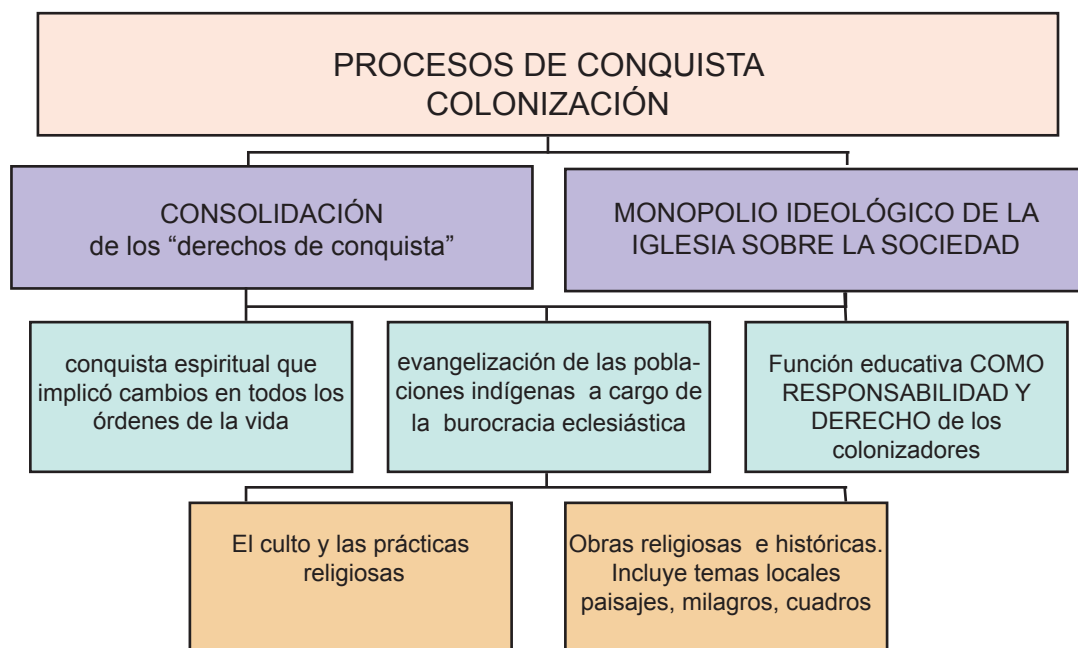 PROCESOS DE CONQUISTA
COLONIZACIÓN
CONSOLIDACIÓN
de los “derechos de conquista”
MONOPOLIO IDEOLÓGICO DE LA
IGLESIA SOBRE LA SOCIEDAD
conquista espiritual que
implicó cambios en todos los
órdenes de la vida
evangelización de las pobla-
ciones indígenas a cargo de
la burocracia eclesiástica
Función educativa COMO
RESPONSABILIDAD Y
DERECHO de los
colonizadores
El culto y las prácticas
religiosas
Obras religiosas e históricas.
Incluye temas locales
paisajes, milagros, cuadros